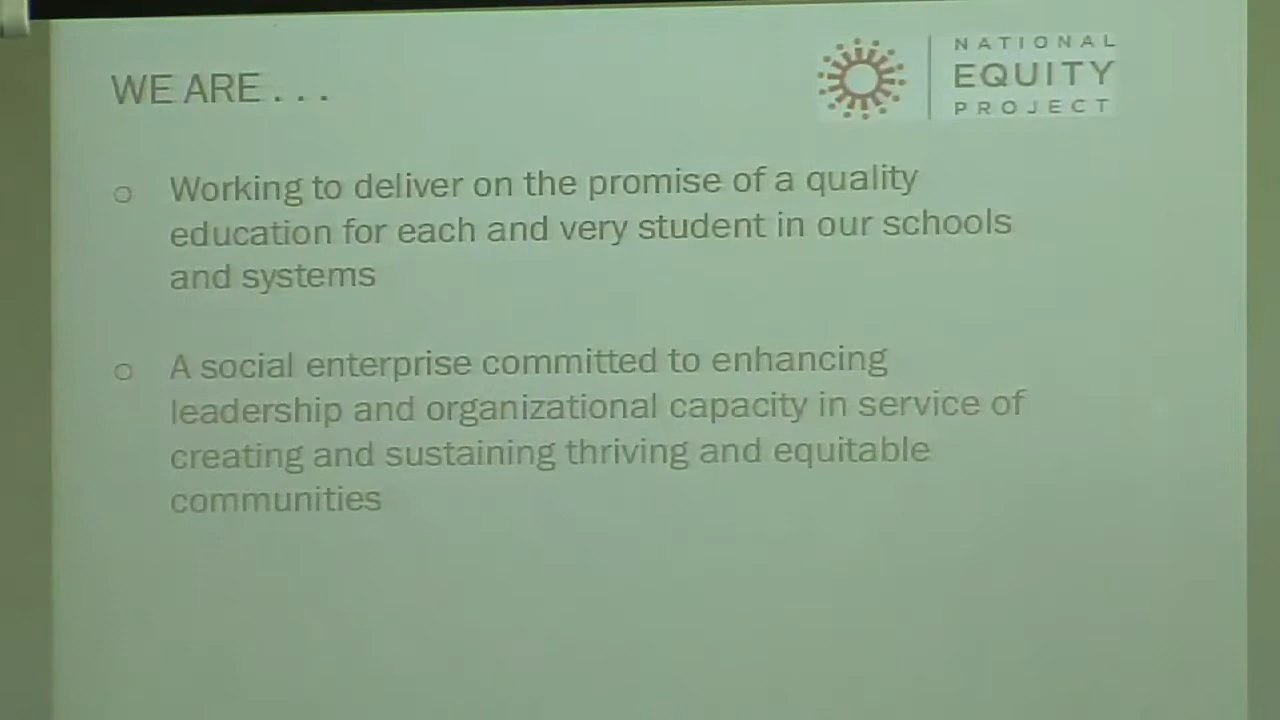 WE ARE . . .
NATIONAL
EQUITY
PROJECT
Working to deliver on the promise of a quality
education for each and very student in our schools
and systems
A social enterprise committed to enhancing
leadership and organizational capacity in service of
creating and sustaining thriving and equitable
communities